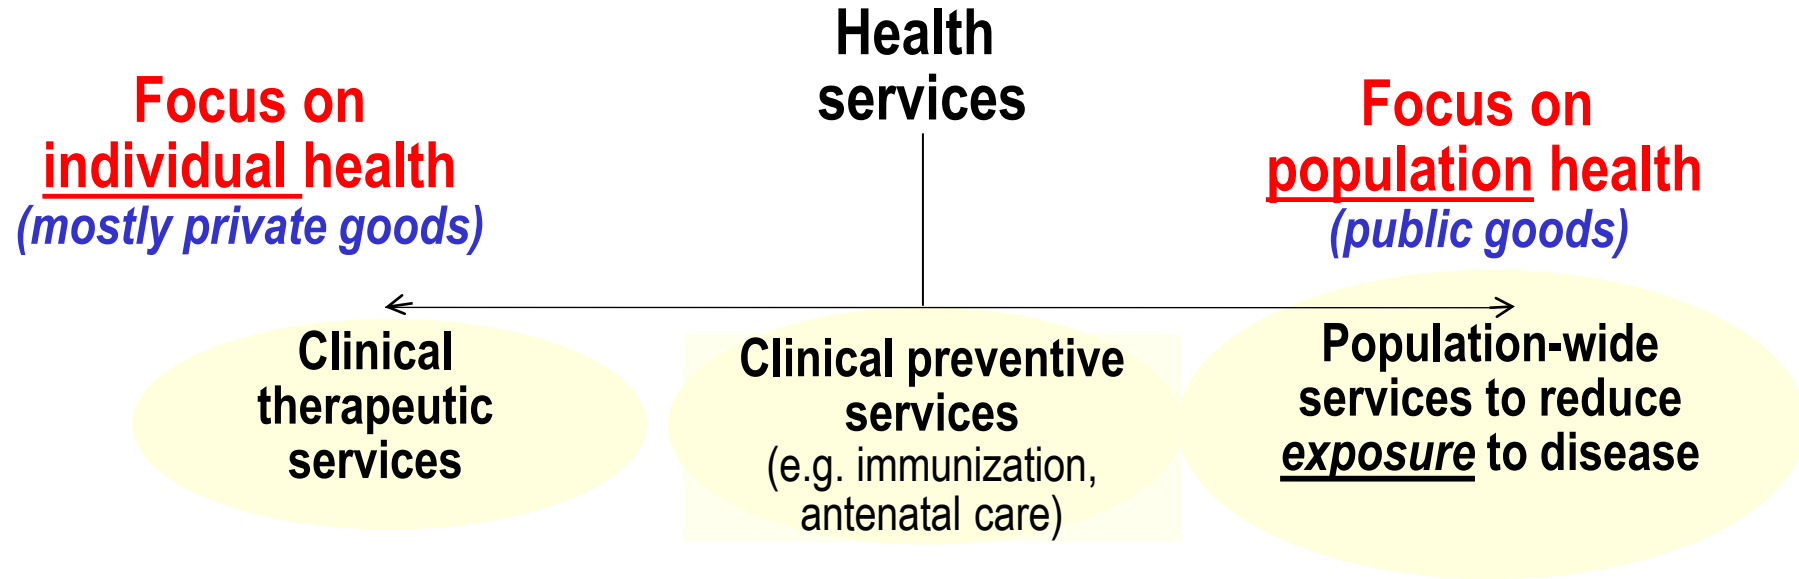 Health
services
Focus on
individual health
(mostly private goods)
Focus on
population health
(public goods)
Clinical
therapeutic
services
Clinical preventive
services
(e.g. immunization,
antenatal care)
Population-wide
services to reduce
exposure to disease